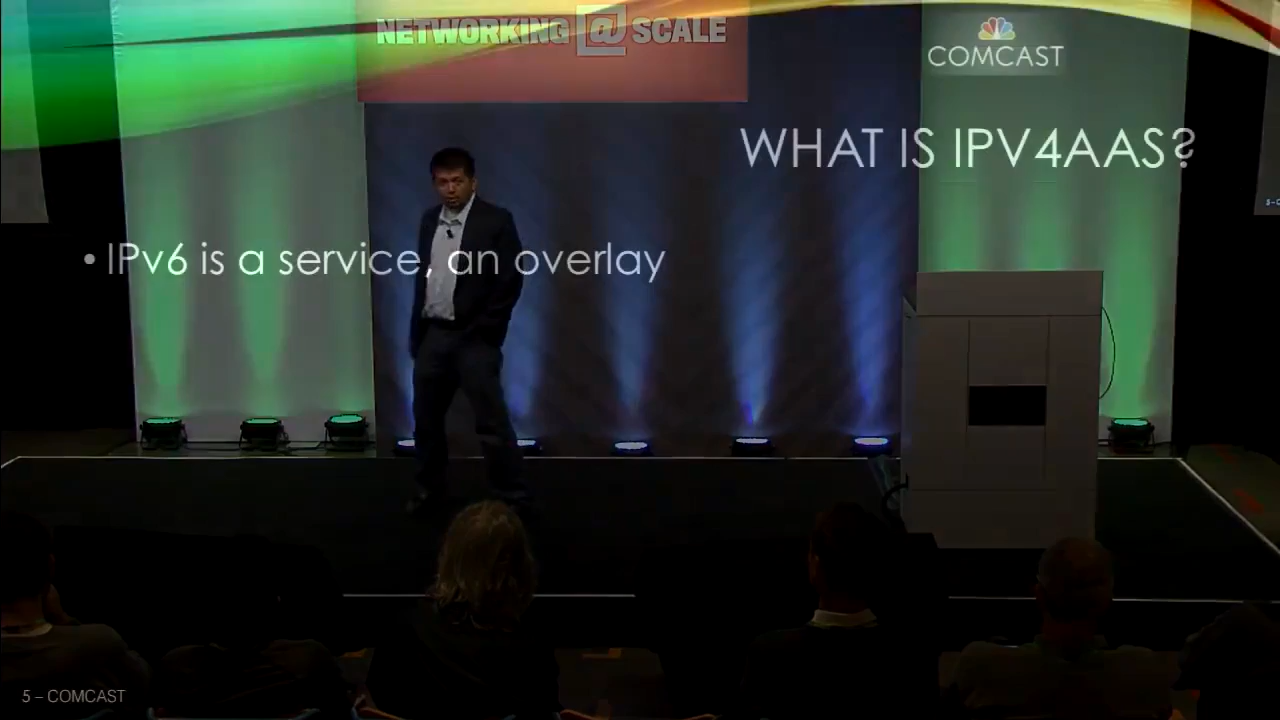 NETWORKING @ SCALE
COMCAST
WHAT IS IPV4AAS?
• IPv6 is a service, an overlay
5 – COMCAST